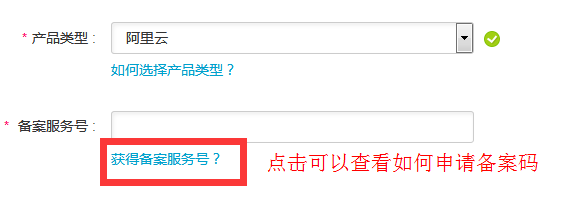 * 产品类型： 阿里云
如何选择产品类型？
* 备案服务号：
获得备案服务号？ 点击可以查看如何申请备案码